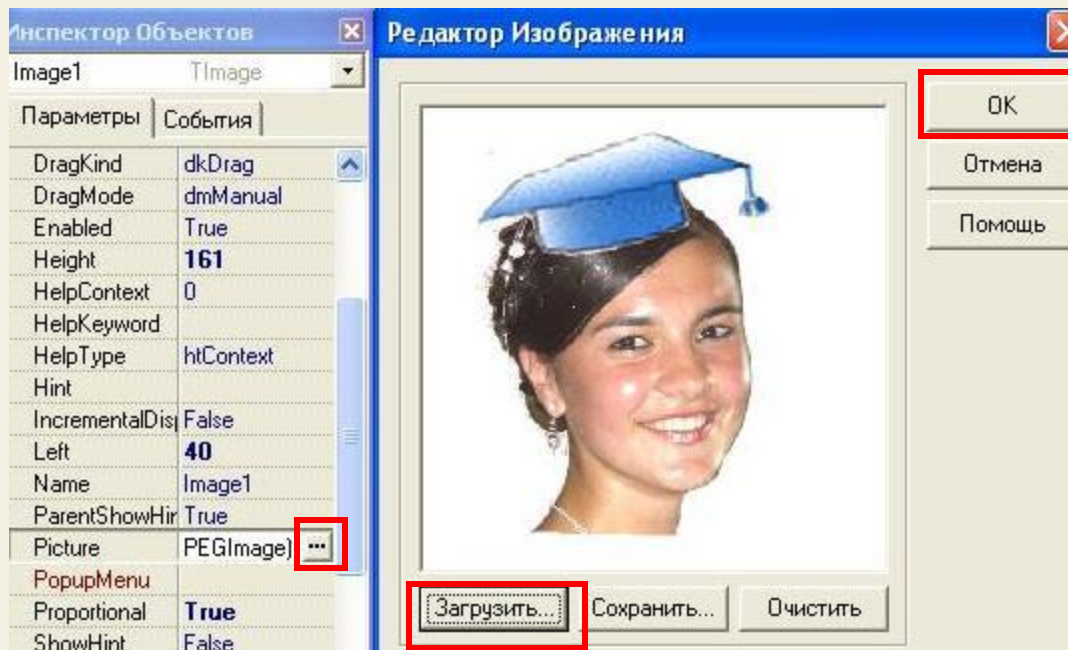 Инспектор Объектов
Image1 TImage
Параметры События
DragKind dkDrag
DragMode dmManual
Enabled True
Height 161
HelpContext 0
HelpKeyword
HelpType htContext
Hint
IncrementalDisp False
Left 40
Name Image1
ParentShowHin True
Picture PEGImage) ...
PopupMenu
Proportional True
ShowHint False
Редактор Изображения
OK
Отмена
Помощь
Загрузить... Сохранить... Очистить